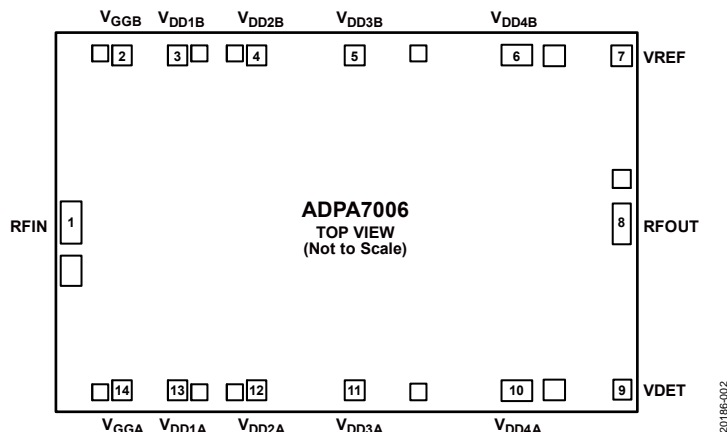 VGGB VDD1B VDD2B VDD3B VDD4B
2 3 4 5 6 7 VREF
ADPA7006
TOP VIEW
(Not to Scale)
RFIN 1 8 RFOUT
14 13 12 11 10 9 VDET
VGGA VDD1A VDD2A VDD3A VDD4A
20186-002